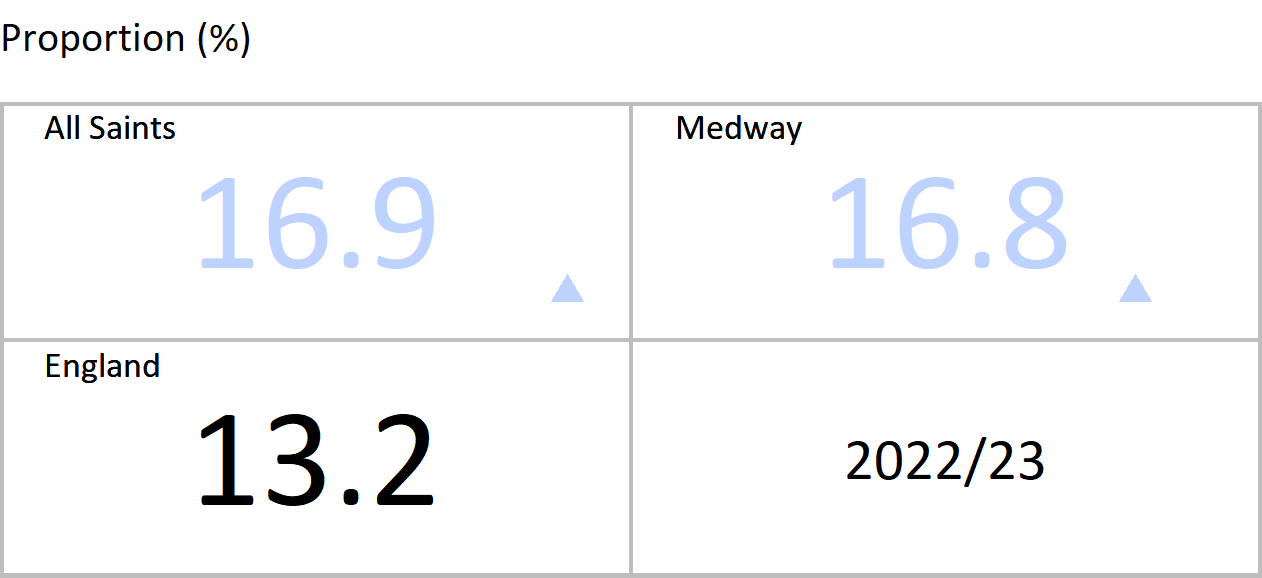 Proportion (%)
All Saints
Medway
16.9
16.8
England
13.2
2022/23